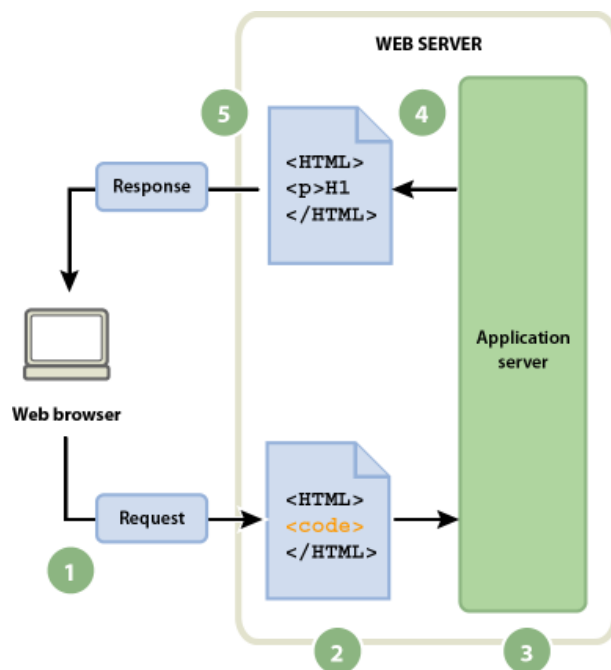 WEB SERVER
5
4
<HTML>
<p>H1
</HTML>
Response
Application
server
Web browser
<HTML>
<code>
</HTML>
Request
1
2
3